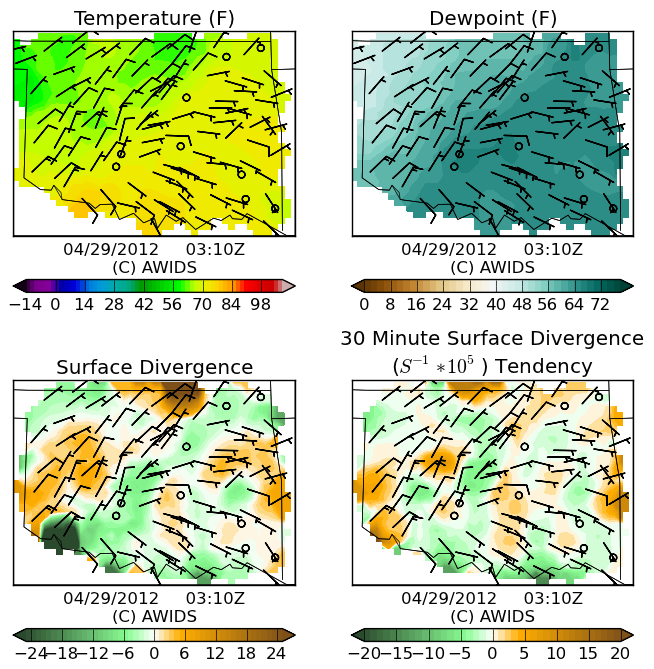 Temperature (F)
Dewpoint (F)
04/29/2012 03:10Z
(C) AWIDS
−14 0 14 28 42 56 70 84 98
04/29/2012 03:10Z
(C) AWIDS
0 8 16 24 32 40 48 56 64 72
Surface Divergence
30 Minute Surface Divergence
(S⁻¹ *10⁵ ) Tendency
04/29/2012 03:10Z
(C) AWIDS
−24 −18 −12 −6 0 6 12 18 24
04/29/2012 03:10Z
(C) AWIDS
−20 −15 −10 −5 0 5 10 15 20